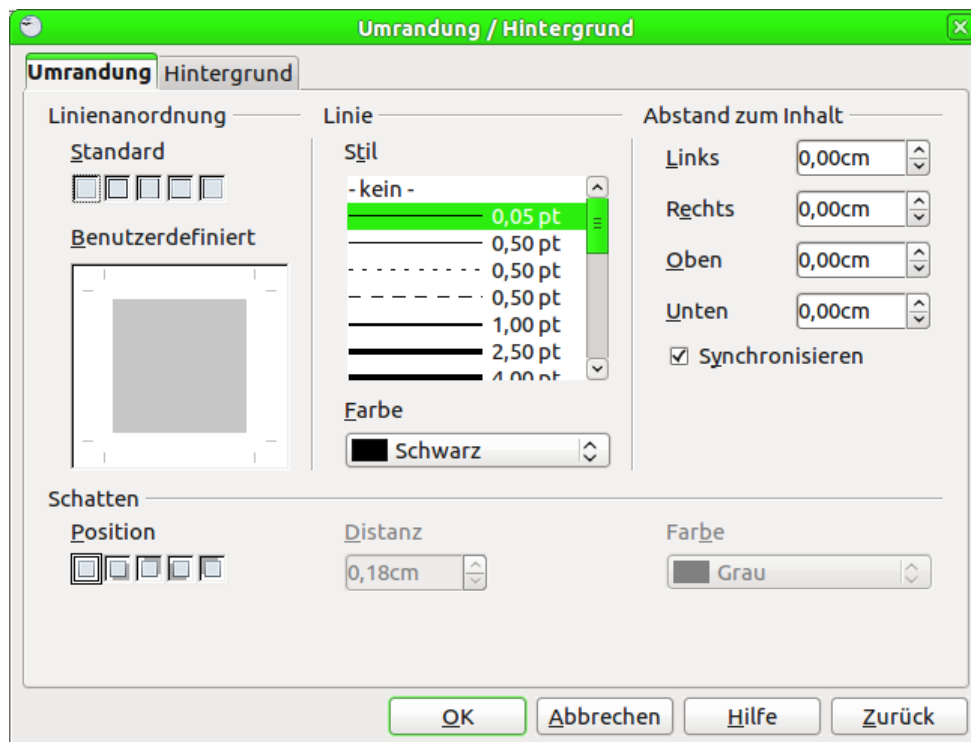 Umrandung / Hintergrund
Umrandung Hintergrund
Linienanordnung
Standard
Benutzerdefiniert
Linie
Stil
- kein -
0,05 pt
0,50 pt
0,50 pt
0,50 pt
1,00 pt
2,50 pt
4,00 pt
Farbe
Schwarz
Abstand zum Inhalt
Links 0,00cm
Rechts 0,00cm
Oben 0,00cm
Unten 0,00cm
Synchronisieren
Schatten
Position
Distanz
0,18cm
Farbe
Grau
OK Abbrechen Hilfe Zurück